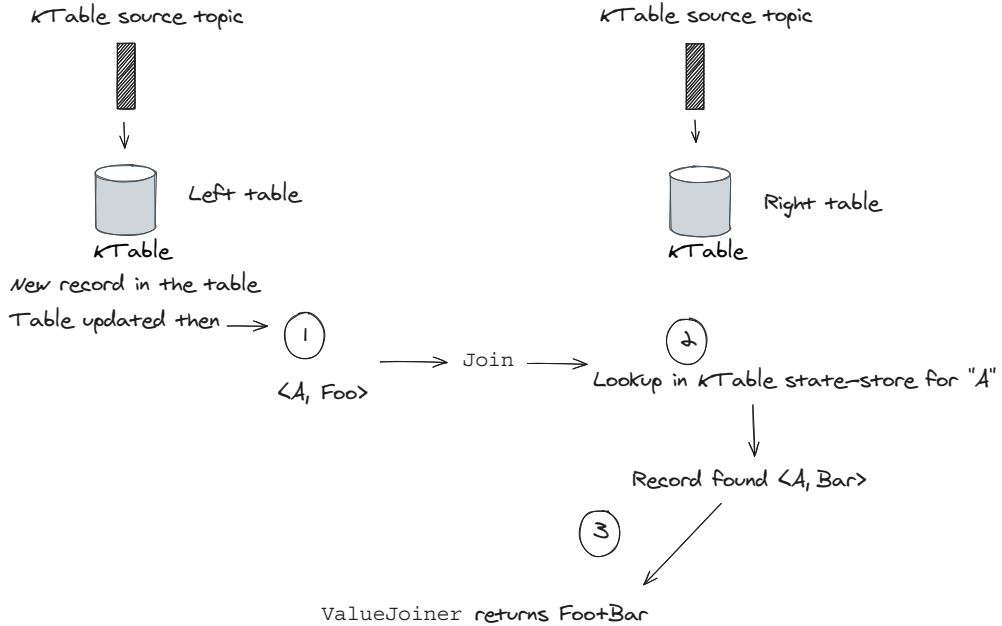 KTable source topic
KTable source topic
Left table
Right table
KTable
KTable
New record in the table
Table updated then
1
2
<A, Foo>
Join
Lookup in KTable state-store for "A"
Record found <A, Bar>
3
ValueJoiner returns Foo+Bar